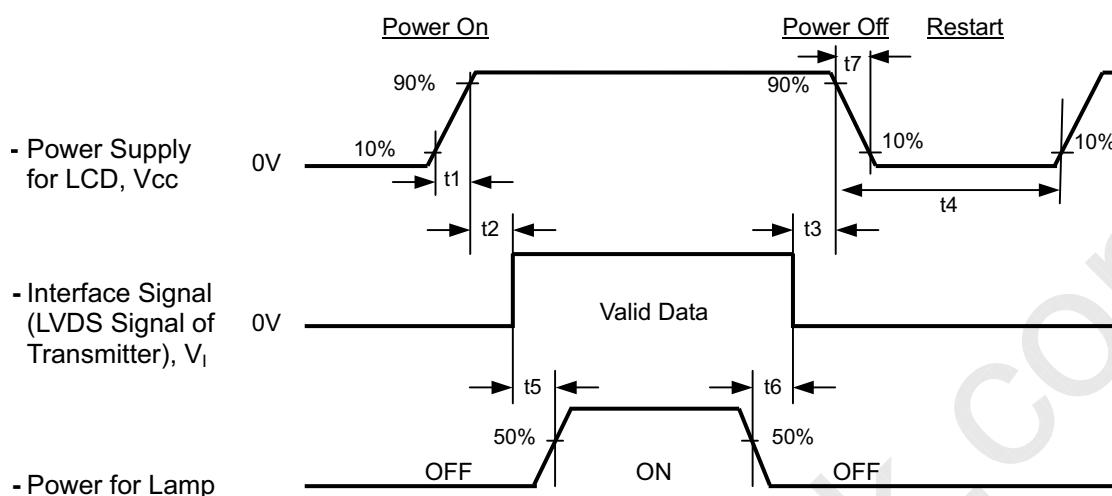 Power On
Power Off
Restart
t7
90%
90%
- Power Supply
for LCD, Vcc
0V
10%
10%
10%
t1
t4
t2
t3
- Interface Signal
(LVDS Signal of
Transmitter), VI
0V
Valid Data
t5
t6
50%
50%
- Power for Lamp
OFF
ON
OFF